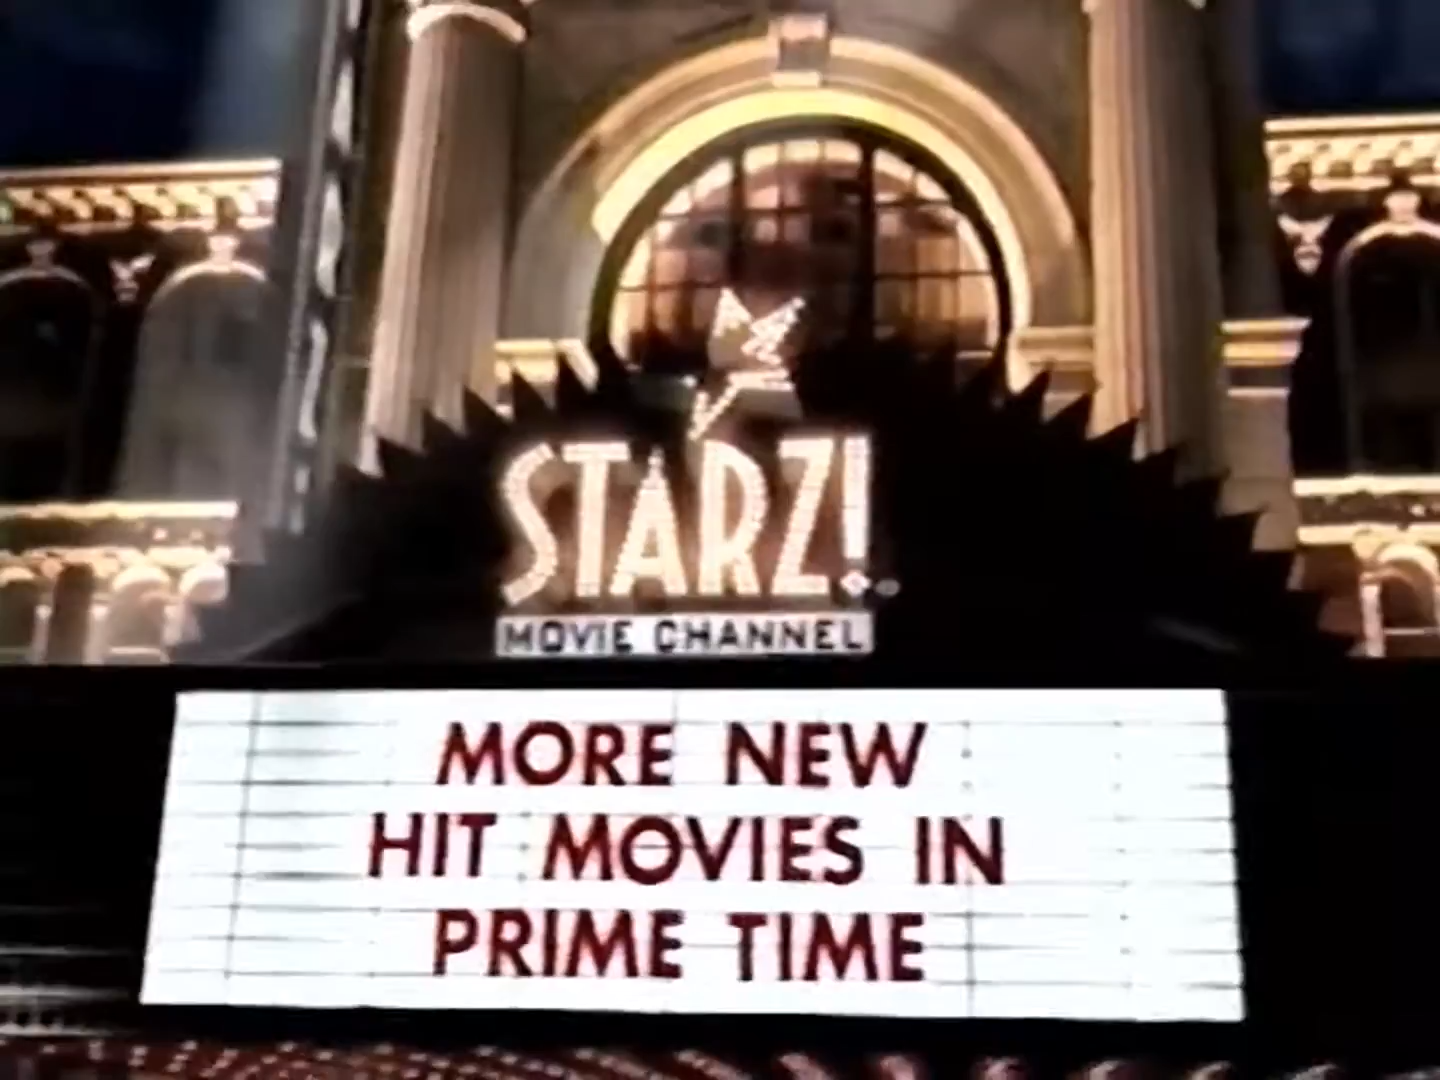 STARZ!
MOVIE CHANNEL
MORE NEW
HIT MOVIES IN
PRIME TIME